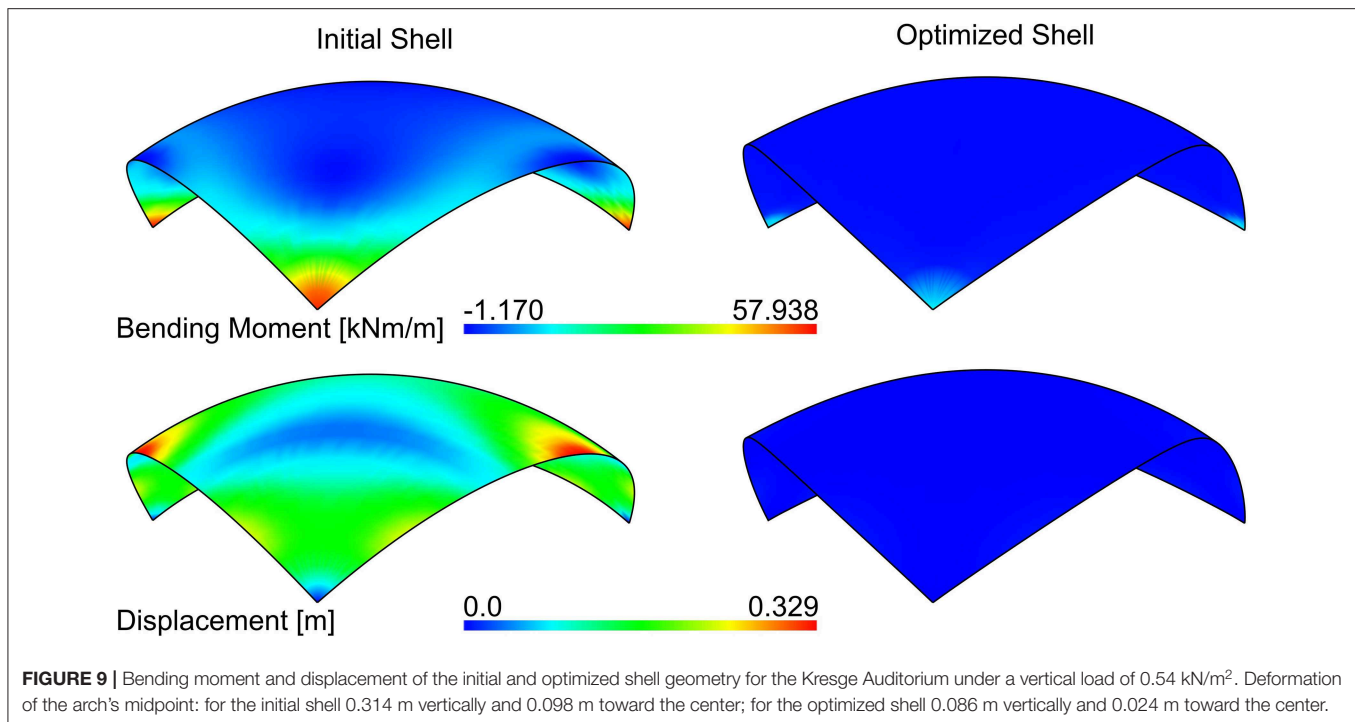 Initial Shell
Optimized Shell
Bending Moment [kNm/m]
-1.170
57.938
Displacement [m]
0.0
0.329
FIGURE 9 | Bending moment and displacement of the initial and optimized shell geometry for the Kresge Auditorium under a vertical load of 0.54 kN/m². Deformation
of the arch's midpoint: for the initial shell 0.314 m vertically and 0.098 m toward the center; for the optimized shell 0.086 m vertically and 0.024 m toward the center.